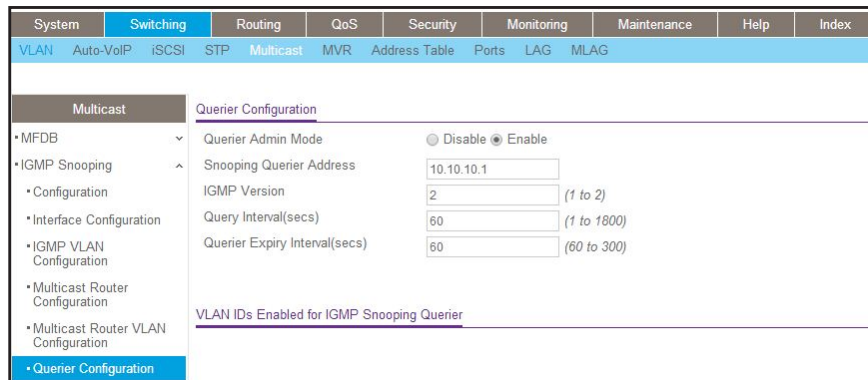 System Switching Routing QoS Security Monitoring Maintenance Help Index
VLAN Auto-VoIP iSCSI STP Multicast MVR Address Table Ports LAG MLAG
Multicast
• MFDB
• IGMP Snooping
• Configuration
• Interface Configuration
• IGMP VLAN
Configuration
• Multicast Router
Configuration
• Multicast Router VLAN
Configuration
• Querier Configuration
Querier Configuration
Querier Admin Mode Disable Enable
Snooping Querier Address 10.10.10.1
IGMP Version 2 (1 to 2)
Query Interval(secs) 60 (1 to 1800)
Querier Expiry Interval(secs) 60 (60 to 300)
VLAN IDs Enabled for IGMP Snooping Querier